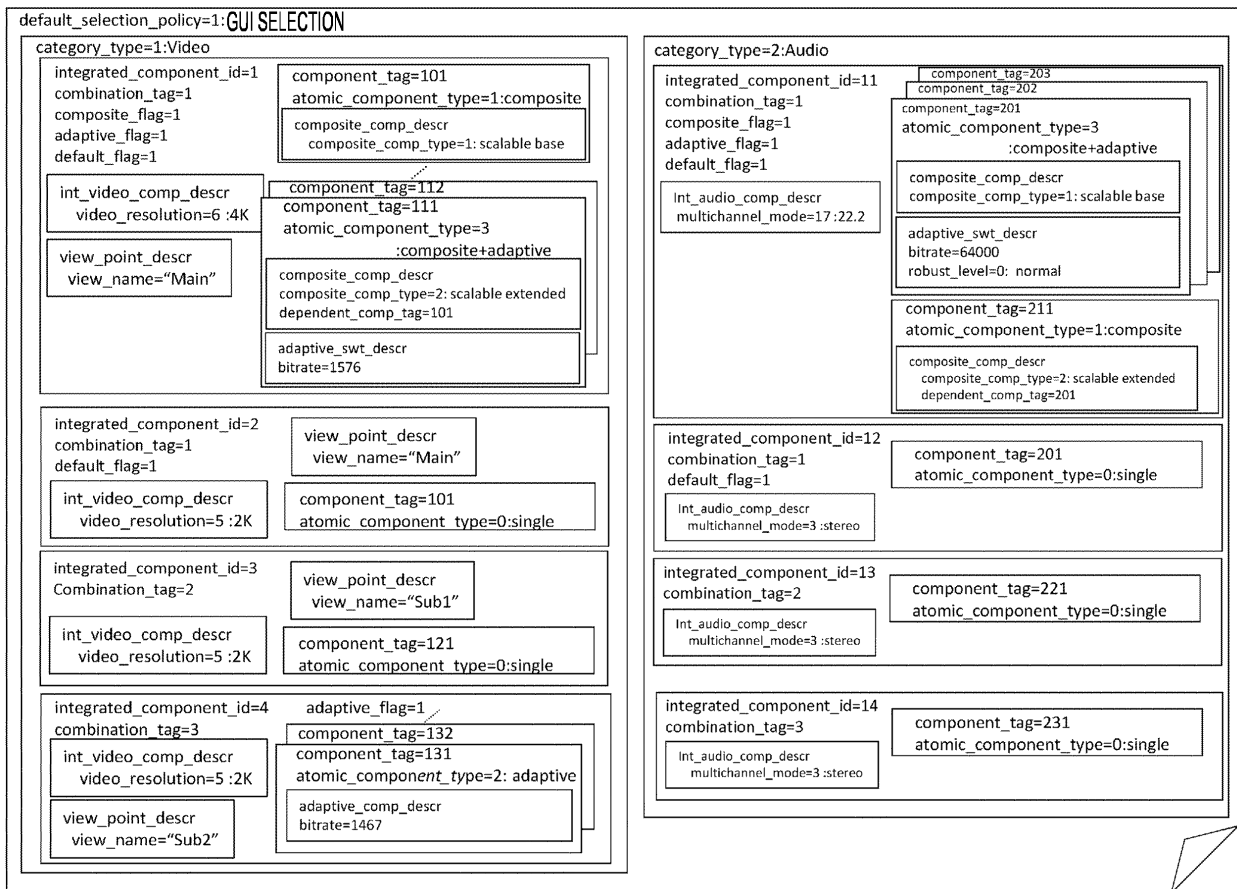 default_selection_policy=1:GUI SELECTION
category_type=1:Video
integrated_component_id=1
combination_tag=1
composite_flag=1
adaptive_flag=1
default_flag=1
component_tag=101
atomic_component_type=1:composite
composite_comp_descr
composite_comp_type=1: scalable base
int_video_comp_descr
video_resolution=6 :4K
view_point_descr
view_name="Main"
component_tag=112
component_tag=111
atomic_component_type=3
:composite+adaptive
composite_comp_descr
composite_comp_type=2: scalable extended
dependent_comp_tag=101
adaptive_swt_descr
bitrate=1576
integrated_component_id=2
combination_tag=1
default_flag=1
view_point_descr
view_name="Main"
int_video_comp_descr
video_resolution=5 :2K
component_tag=101
atomic_component_type=0:single
integrated_component_id=3
Combination_tag=2
view_point_descr
view_name="Sub1"
int_video_comp_descr
video_resolution=5 :2K
component_tag=121
atomic_component_type=0:single
integrated_component_id=4
combination_tag=3
adaptive_flag=1
int_video_comp_descr
video_resolution=5 :2K
view_point_descr
view_name="Sub2"
component_tag=132
component_tag=131
atomic_component_type=2: adaptive
adaptive_comp_descr
bitrate=1467
category_type=2:Audio
integrated_component_id=11
combination_tag=1
composite_flag=1
adaptive_flag=1
default_flag=1
Int_audio_comp_descr
multichannel_mode=17 :22.2
component_tag=203
component_tag=202
component_tag=201
atomic_component_type=3
:composite+adaptive
composite_comp_descr
composite_comp_type=1: scalable base
adaptive_swt_descr
bitrate=64000
robust_level=0: normal
component_tag=211
atomic_component_type=1:composite
composite_comp_descr
composite_comp_type=2: scalable extended
dependent_comp_tag=201
integrated_component_id=12
combination_tag=1
default_flag=1
Int_audio_comp_descr
multichannel_mode=3 :stereo
component_tag=201
atomic_component_type=0:single
integrated_component_id=13
combination_tag=2
Int_audio_comp_descr
multichannel_mode=3 :stereo
component_tag=221
atomic_component_type=0:single
integrated_component_id=14
combination_tag=3
Int_audio_comp_descr
multichannel_mode=3 :stereo
component_tag=231
atomic_component_type=0:single